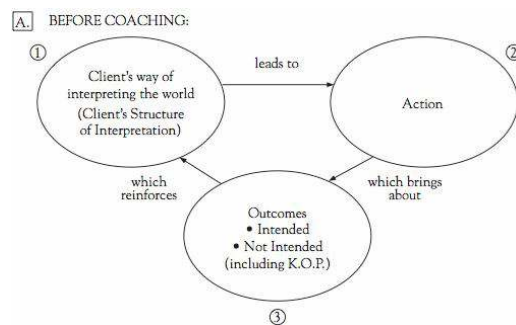 A. BEFORE COACHING:
①
Client's way of
interpreting the world
(Client's Structure
of Interpretation)
leads to
②
Action
which
reinforces
which brings
about
Outcomes
• Intended
• Not Intended
(including K.O.P.)
③